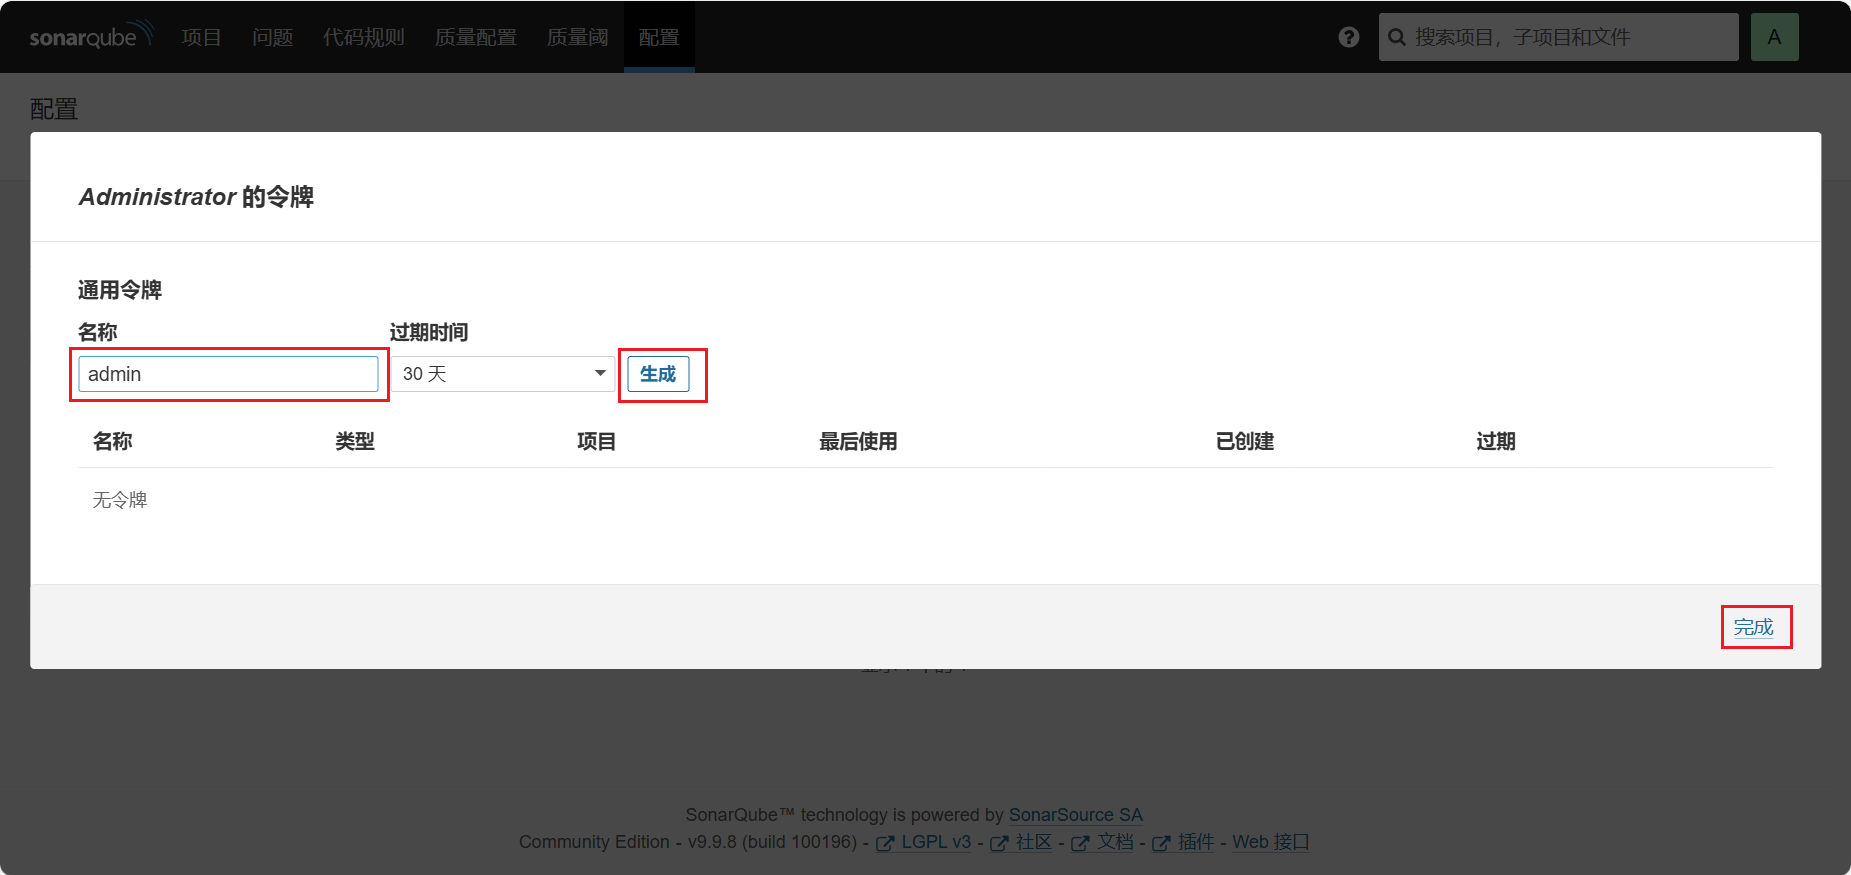 sonarqube 项目 问题 代码规则 质量配置 质量阈 配置 ? 搜索项目，子项目和文件 A
配置
Administrator 的令牌
通用令牌
名称 过期时间
admin 30 天 生成
名称 类型 项目 最后使用 已创建 过期
无令牌
完成
SonarQube™ technology is powered by SonarSource SA
Community Edition - v9.9.8 (build 100196) - LGPL v3 - 社区 - 文档 - 插件 - Web 接口